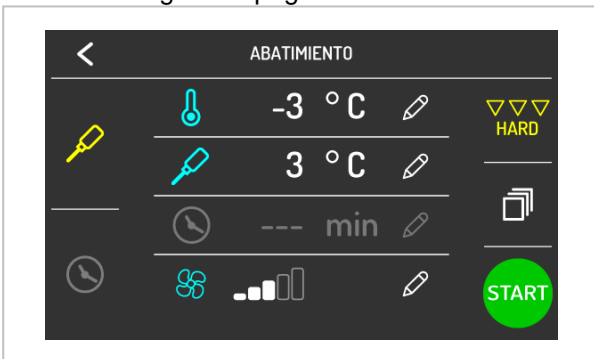 ABATIMIENTO
-3 °C
HARD
3 °C
--- min
START